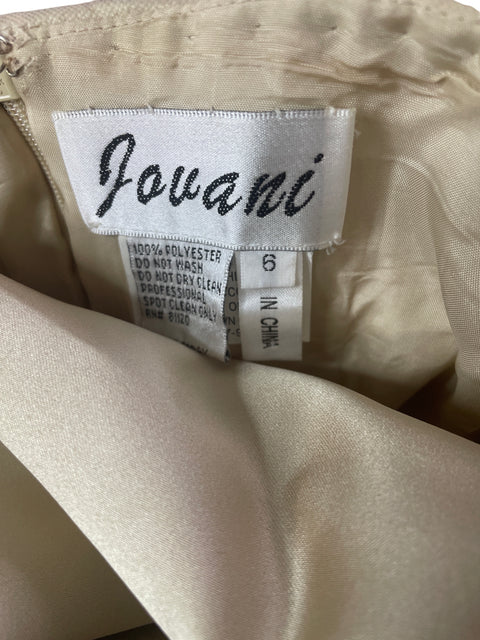 Jovani
100% POLYESTER
DO NOT WASH
DO NOT DRY CLEAN
PROFESSIONAL
SPOT CLEAN ONLY
RN# 81120
6
IN CHINA